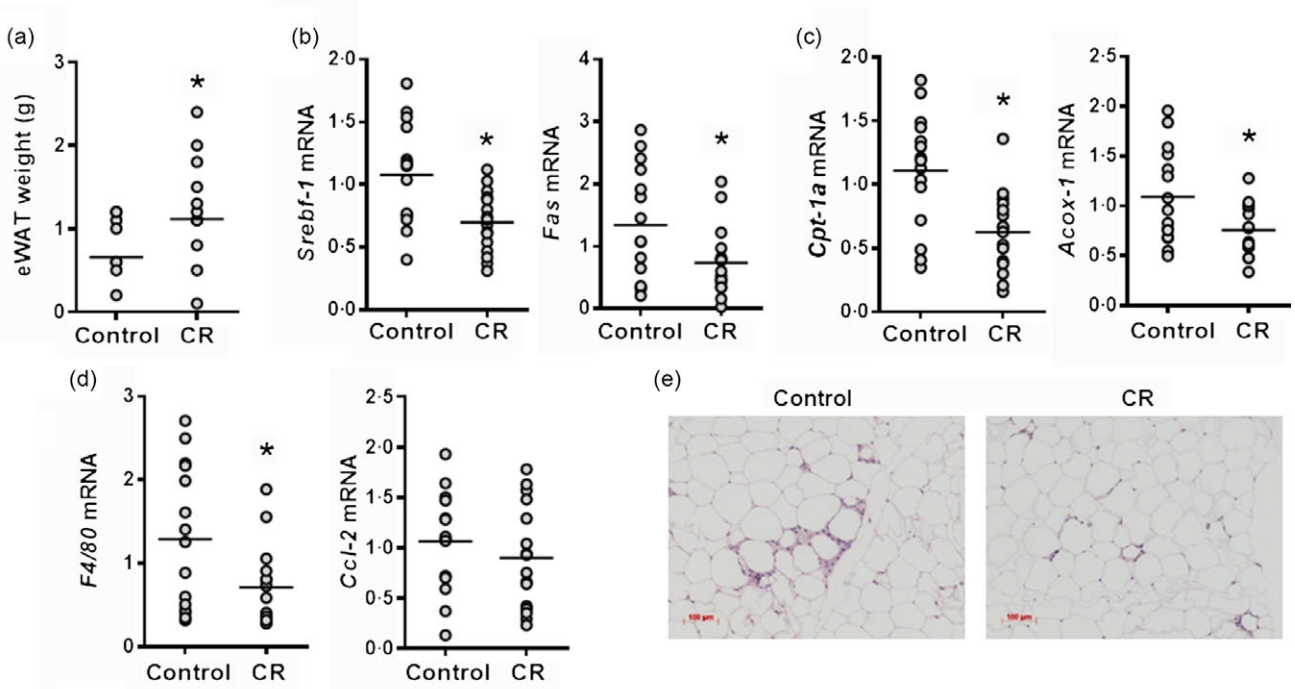 (a)
eWAT weight (g)
3
2
1
0
*
Control CR
(b)
Srebf-1 mRNA
2·0
1·5
1·0
0·5
0·0
*
Control CR
Fas mRNA
4
3
2
1
0
*
Control CR
(c)
Cpt-1a mRNA
2·0
1·5
1·0
0·5
0·0
*
Control CR
Acox-1 mRNA
2·5
2·0
1·5
1·0
0·5
0·0
*
Control CR
(d)
F4/80 mRNA
3
2
1
0
*
Control CR
Ccl-2 mRNA
2·5
2·0
1·5
1·0
0·5
0·0
Control CR
(e)
Control CR
100 µm
100 µm